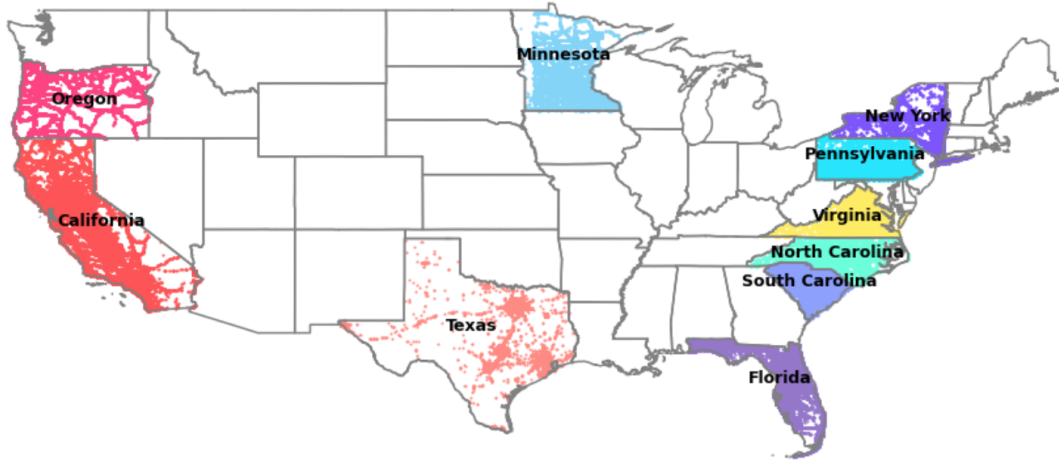 Minnesota
Oregon
New York
Pennsylvania
Virginia
California
North Carolina
South Carolina
Texas
Florida